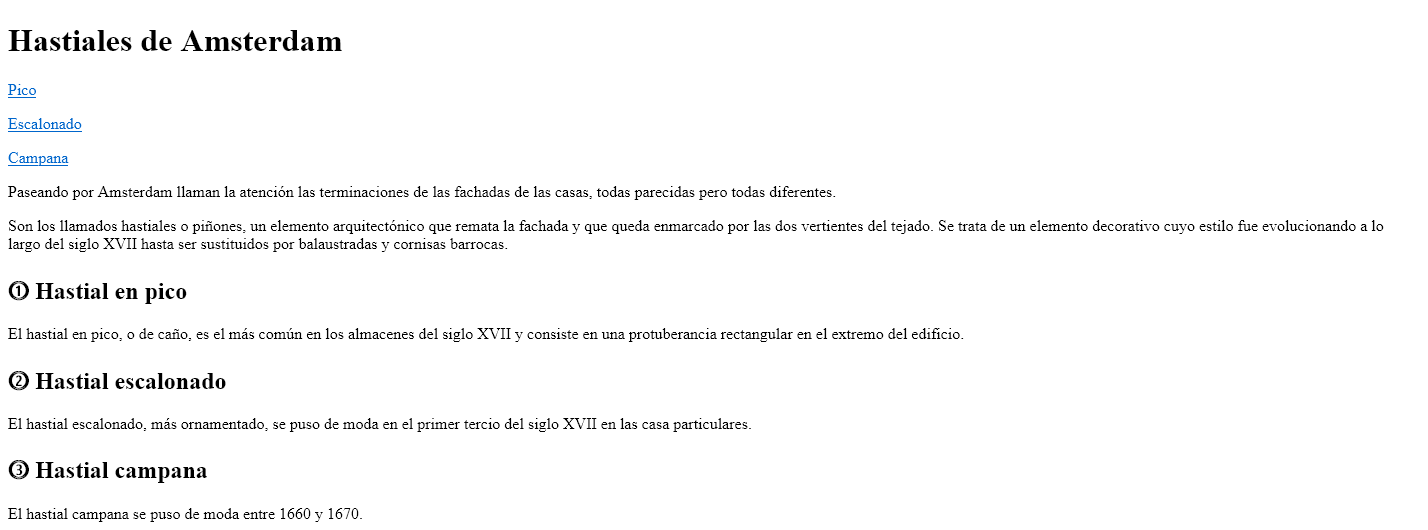 Hastiales de Amsterdam
Pico
Escalonado
Campana
Paseando por Amsterdam llaman la atención las terminaciones de las fachadas de las casas, todas parecidas pero todas diferentes.
Son los llamados hastiales o piñones, un elemento arquitectónico que remata la fachada y que queda enmarcado por las dos vertientes del tejado. Se trata de un elemento decorativo cuyo estilo fue evolucionando a lo
largo del siglo XVII hasta ser sustituidos por balaustradas y cornisas barrocas.
① Hastial en pico
El hastial en pico, o de caño, es el más común en los almacenes del siglo XVII y consiste en una protuberancia rectangular en el extremo del edificio.
② Hastial escalonado
El hastial escalonado, más ornamentado, se puso de moda en el primer tercio del siglo XVII en las casa particulares.
③ Hastial campana
El hastial campana se puso de moda entre 1660 y 1670.